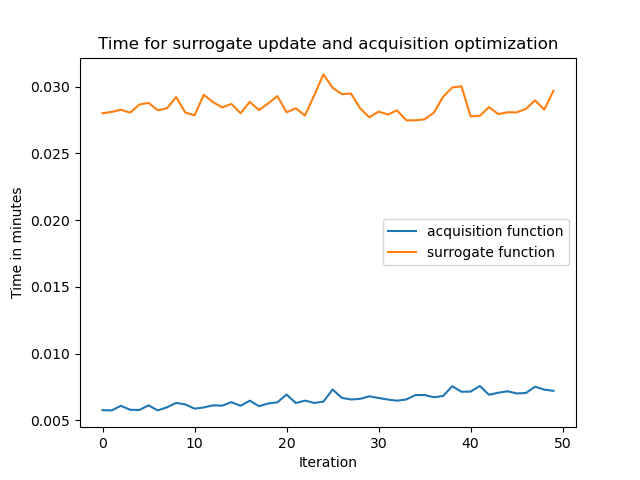 Time for surrogate update and acquisition optimization
0.030
0.025
0.020
0.015
0.010
0.005
Time in minutes
acquisition function
surrogate function
0 10 20 30 40 50
Iteration